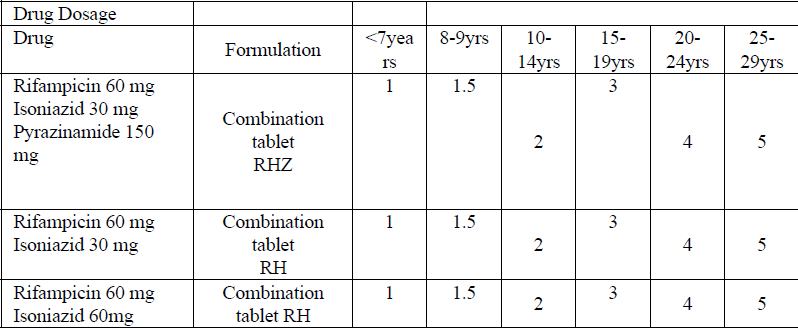 Drug Dosage
Drug Formulation <7yea rs 8-9yrs 10-14yrs 15-19yrs 20-24yrs 25-29yrs
Rifampicin 60 mg
Isoniazid 30 mg
Pyrazinamide 150
mg
Combination
tablet
RHZ
1 1.5 2 3 4 5
Rifampicin 60 mg
Isoniazid 30 mg
Combination
tablet
RH
1 1.5 2 3 4 5
Rifampicin 60 mg
Isoniazid 60mg
Combination
tablet RH
1 1.5 2 3 4 5